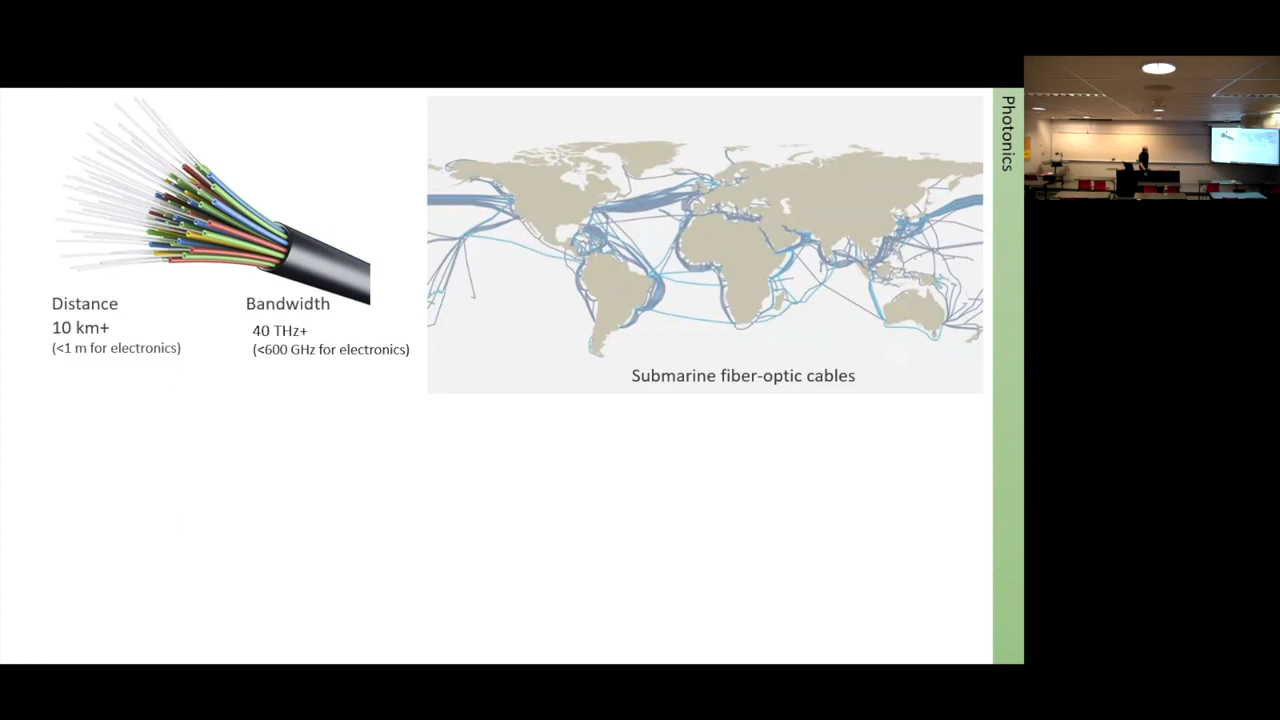 Distance
10 km+
(<1 m for electronics)
Bandwidth
40 THz+
(<600 GHz for electronics)
Submarine fiber-optic cables
Photonics